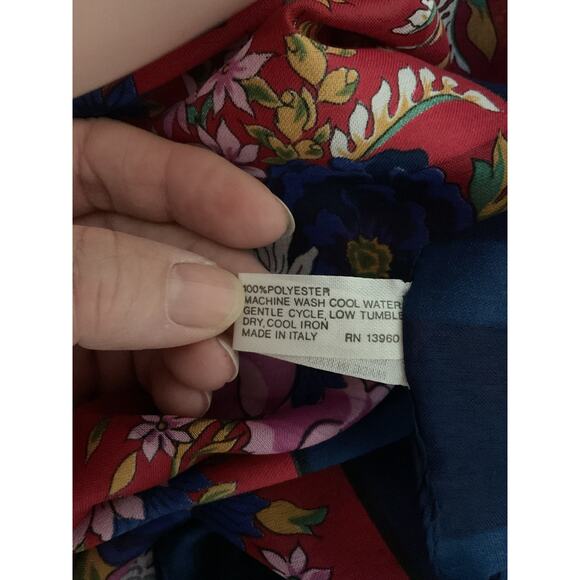 100% POLYESTER
MACHINE WASH COOL WATER
GENTLE CYCLE, LOW TUMBLE
DRY, COOL IRON
MADE IN ITALY RN 13960